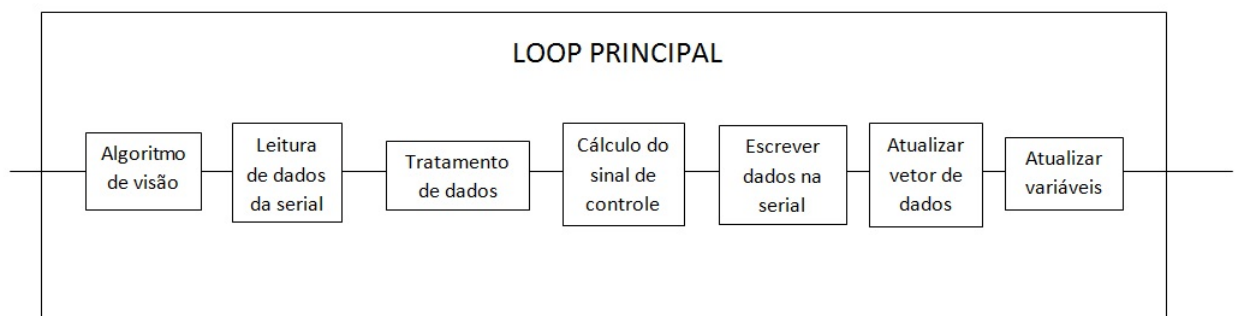 LOOP PRINCIPAL
Algoritmo
de visão
Leitura
de dados
da serial
Tratamento
de dados
Cálculo do
sinal de
controle
Escrever
dados na
serial
Atualizar
vetor de
dados
Atualizar
variáveis